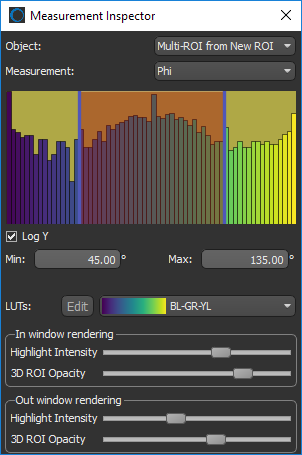 Measurement Inspector
Object: Multi-ROI from New ROI
Measurement: Phi
Log Y
Min: 45.00 ° Max: 135.00 °
LUTs: Edit BL-GR-YL
In window rendering
Highlight Intensity
3D ROI Opacity
Out window rendering
Highlight Intensity
3D ROI Opacity